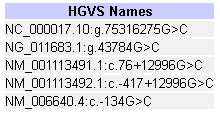 HGVS Names
NC_000017.10:g.75316275G>C
NG_011683.1:g.43784G>C
NM_001113491.1:c.76+12996G>C
NM_001113492.1:c.-417+12996G>C
NM_006640.4:c.-134G>C